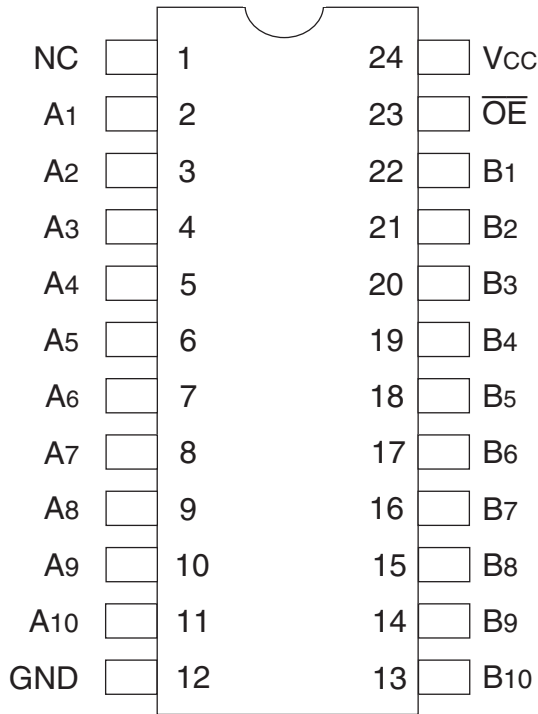 NC 1 24 VCC
A1 2 23 O̅E̅
A2 3 22 B1
A3 4 21 B2
A4 5 20 B3
A5 6 19 B4
A6 7 18 B5
A7 8 17 B6
A8 9 16 B7
A9 10 15 B8
A10 11 14 B9
GND 12 13 B10